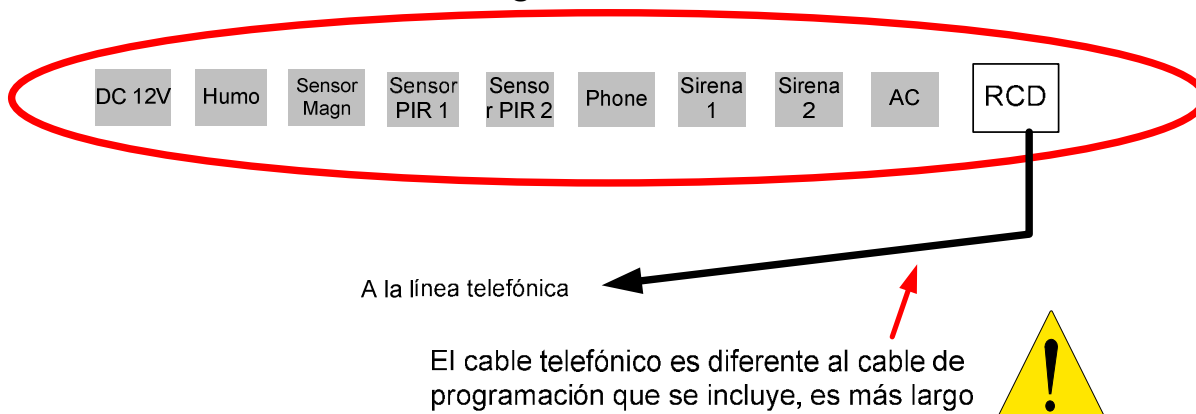 DC 12V Humo Sensor Magn Sensor PIR 1 Senso r PIR 2 Phone Sirena 1 Sirena 2 AC RCD
A la línea telefónica
El cable telefónico es diferente al cable de
programación que se incluye, es más largo
!